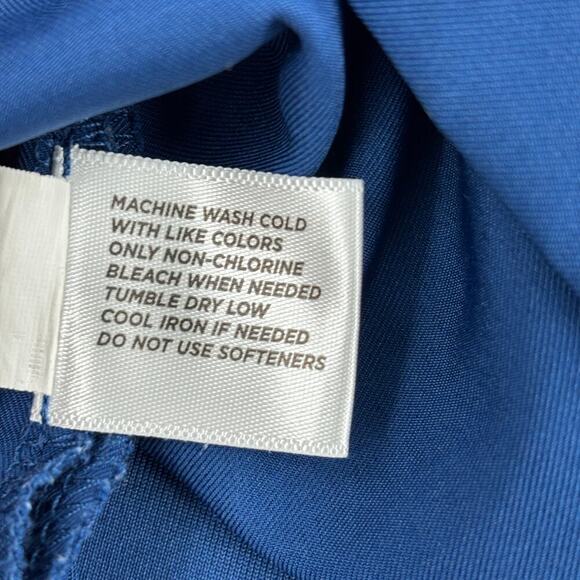 MACHINE WASH COLD
WITH LIKE COLORS
ONLY NON-CHLORINE
BLEACH WHEN NEEDED
TUMBLE DRY LOW
COOL IRON IF NEEDED
DO NOT USE SOFTENERS